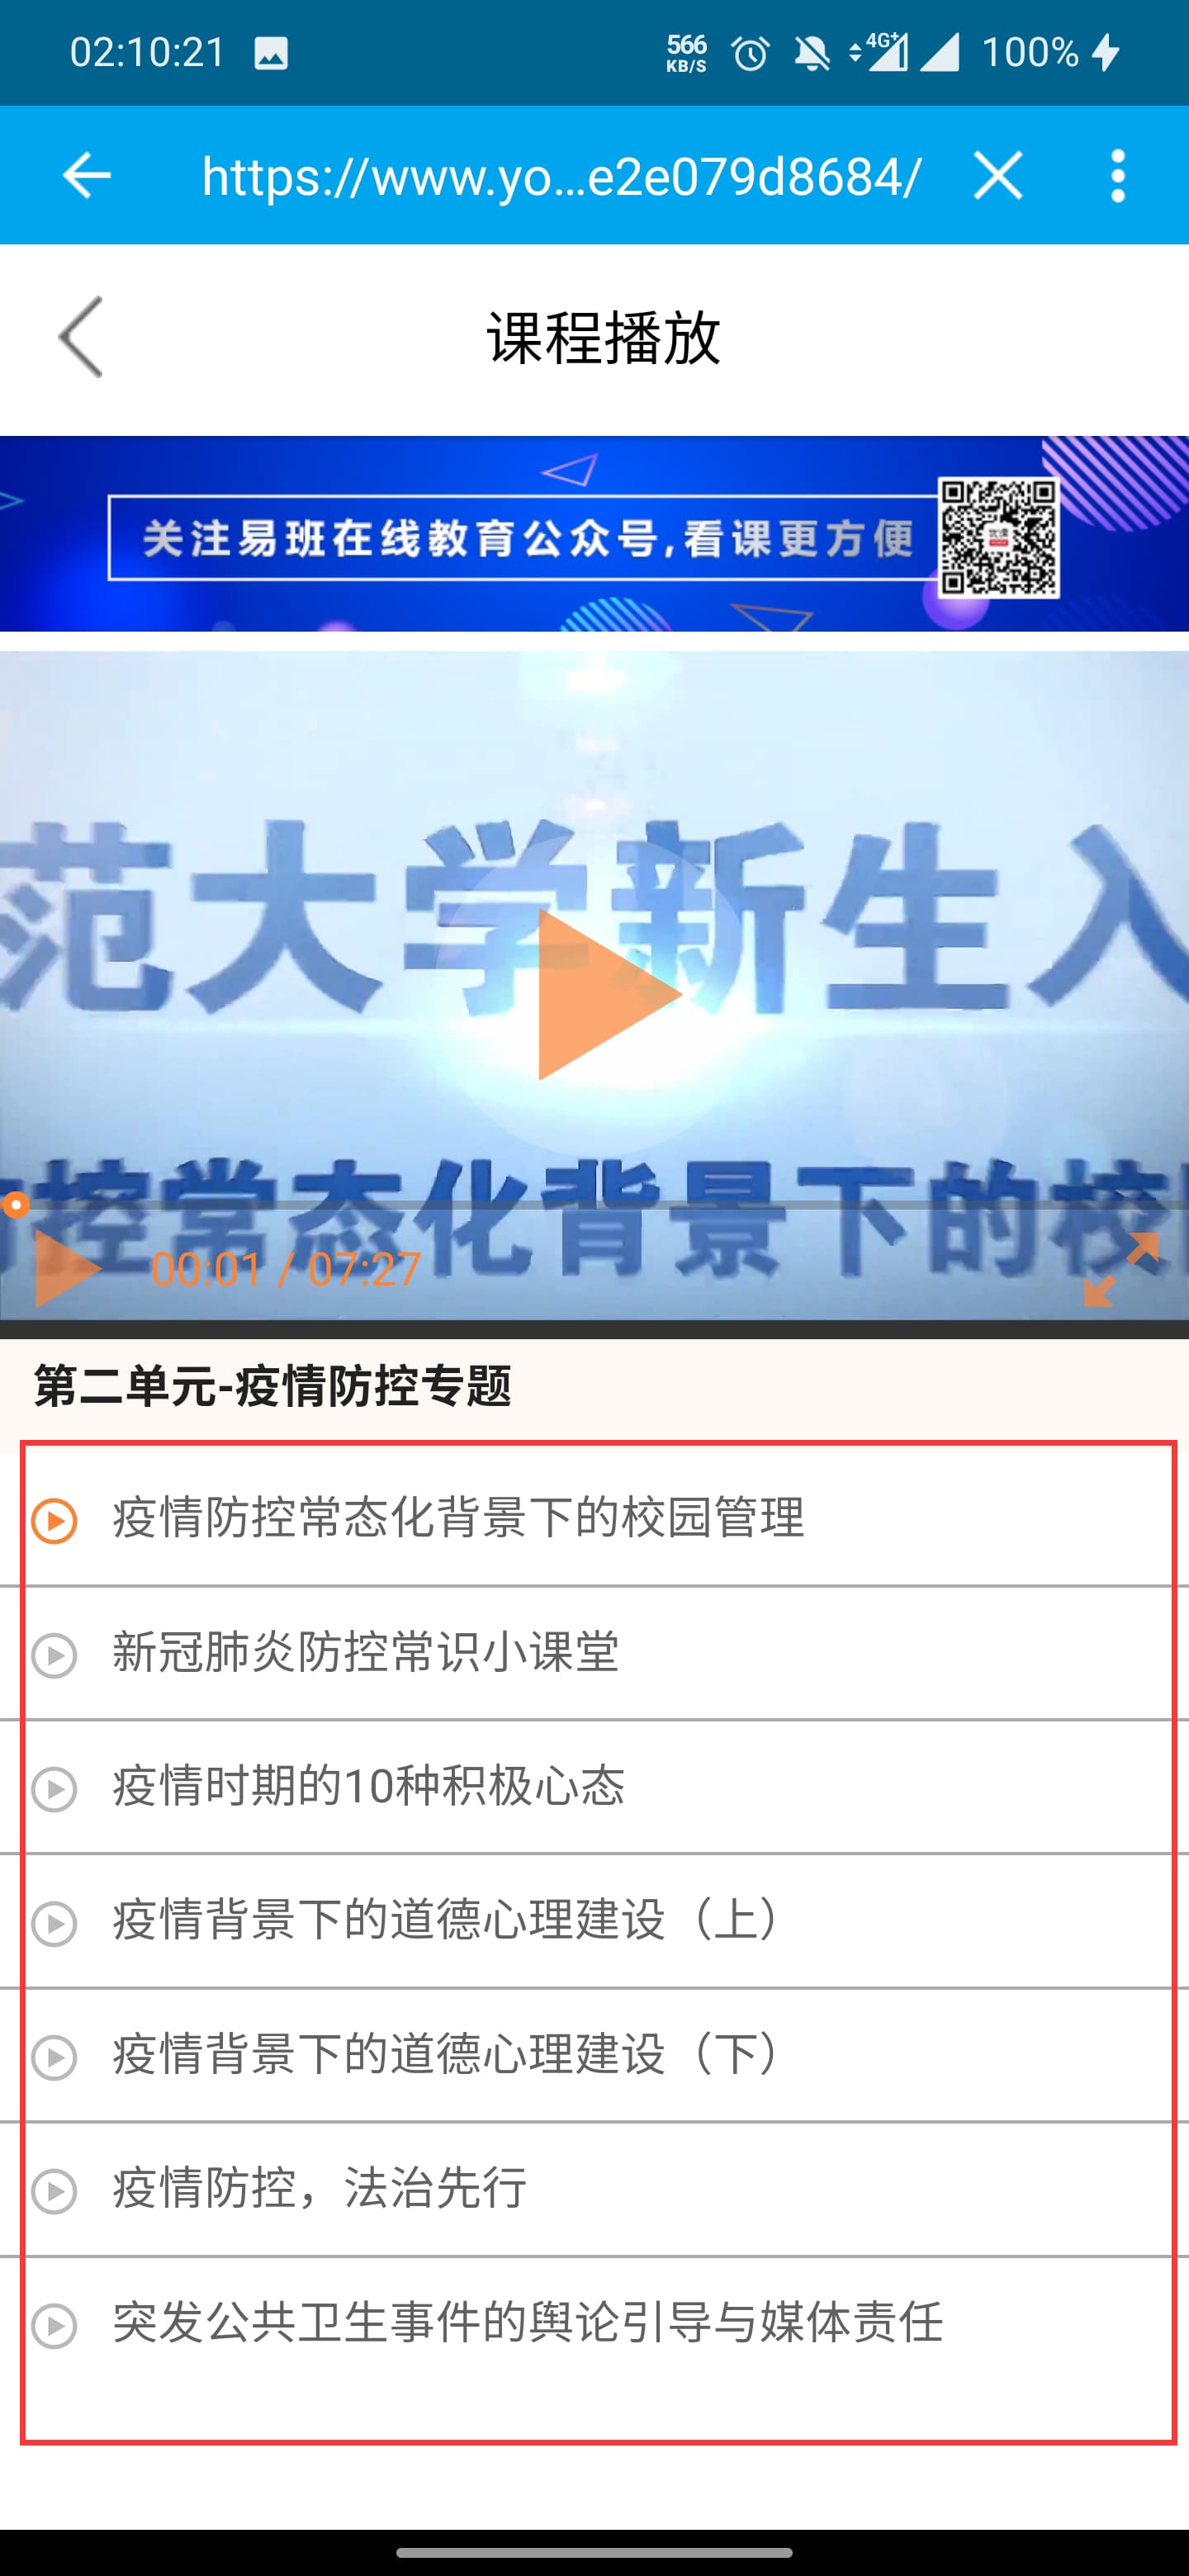 02:10:21 566 KB/S 4G+ 100%
https://www.yo...e2e079d8684/
课程播放
关注易班在线教育公众号,看课更方便
范大学新生入
控常态化背景下的校
00:01 / 07:27
第二单元-疫情防控专题
疫情防控常态化背景下的校园管理
新冠肺炎防控常识小课堂
疫情时期的10种积极心态
疫情背景下的道德心理建设（上）
疫情背景下的道德心理建设（下）
疫情防控，法治先行
突发公共卫生事件的舆论引导与媒体责任